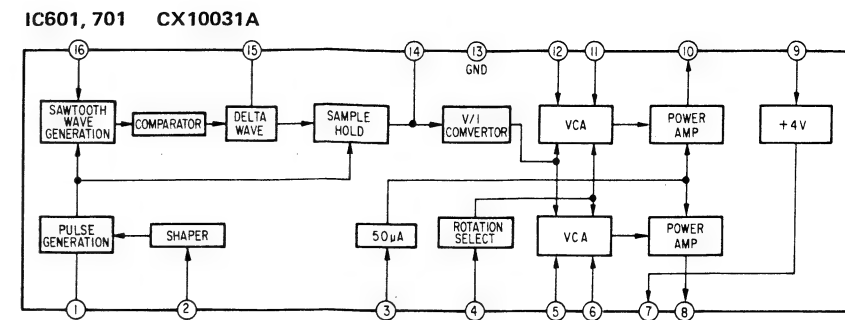 IC601, 701 CX10031A
16
15
14
13
12
11
10
9
GND
SAWTOOTH
WAVE
GENERATION
COMPARATOR
DELTA
WAVE
SAMPLE
HOLD
V/I
COMVERTOR
VCA
POWER
AMP
+4V
PULSE
GENERATION
SHAPER
50µA
ROTATION
SELECT
VCA
POWER
AMP
1
2
3
4
5
6
7
8